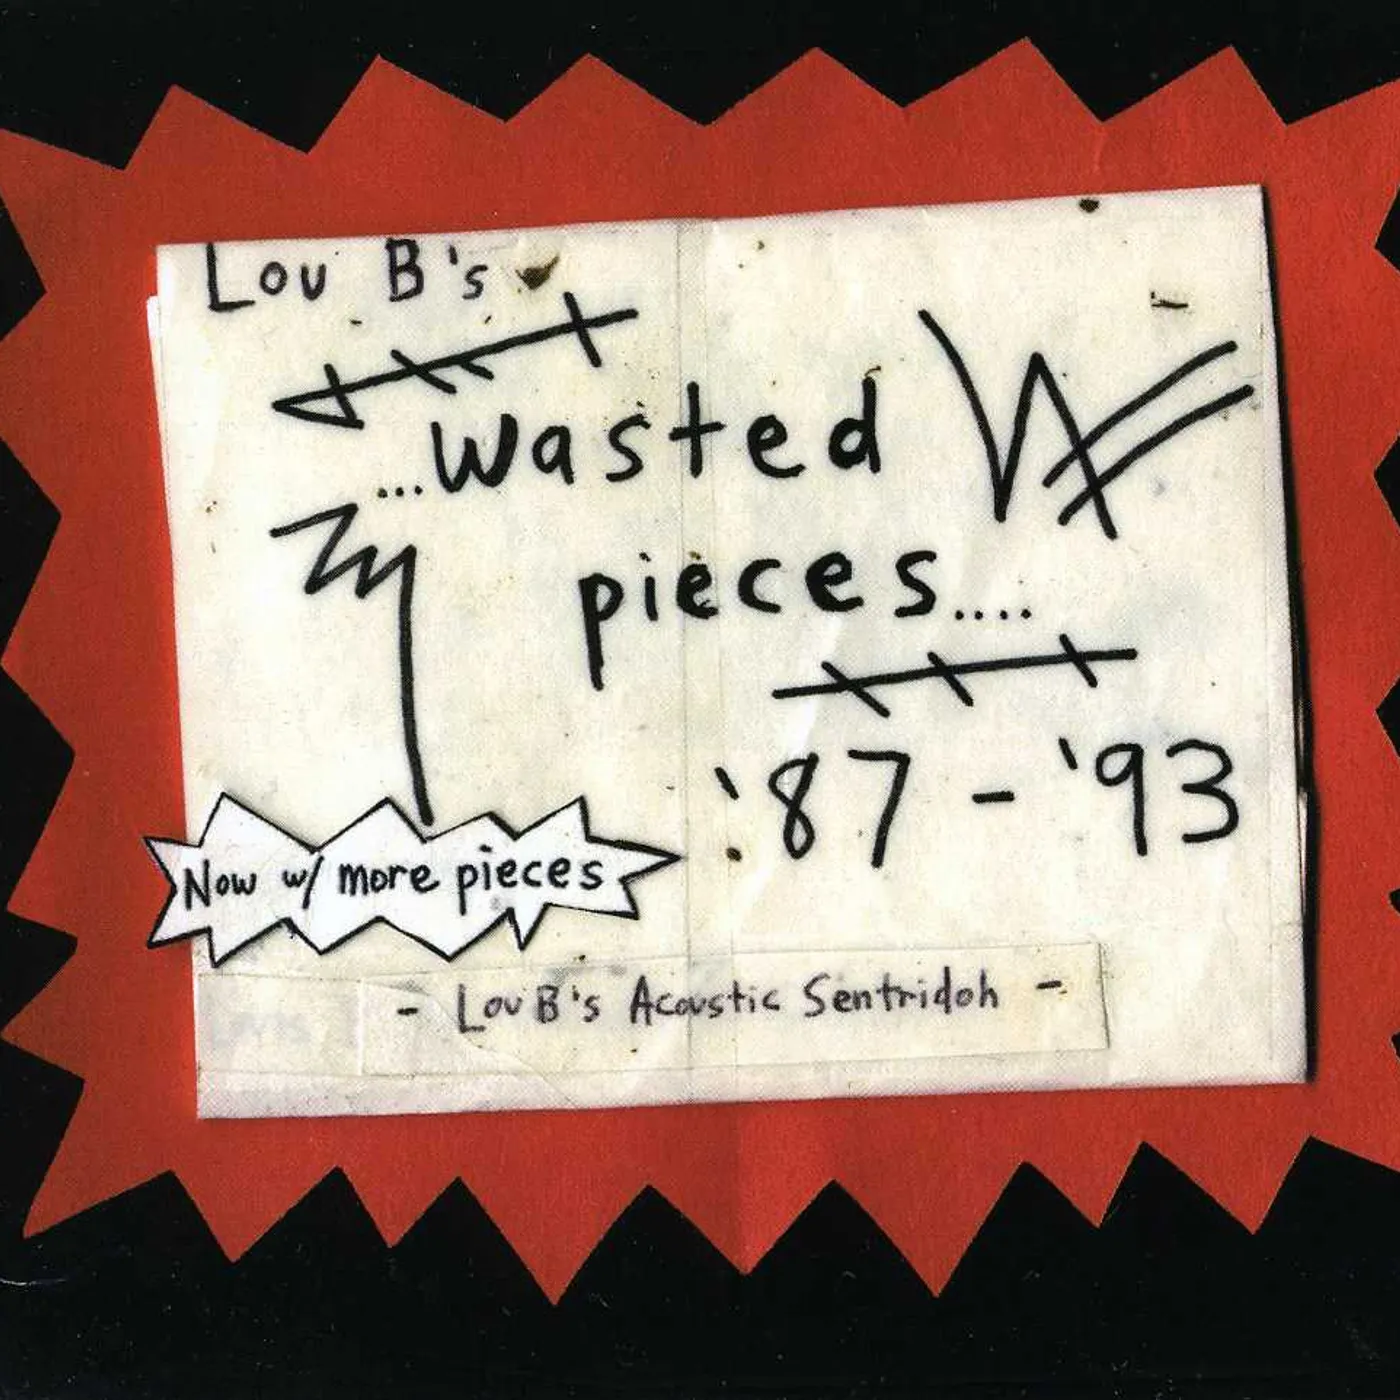 Lou B's
...wasted
pieces....
'87 - '93
Now w/ more pieces
- Lou B's Acoustic Sentridoh -